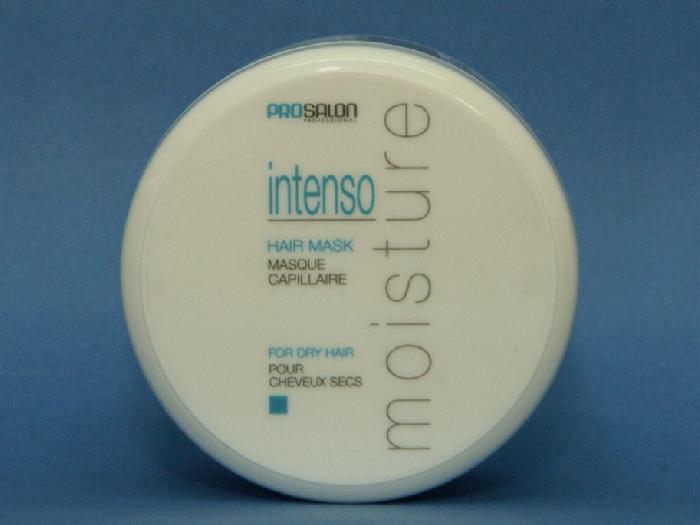 PROSALON
PROFESSIONAL
intenso
HAIR MASK
MASQUE
CAPILLAIRE
FOR DRY HAIR
POUR
CHEVEUX SECS
moisture